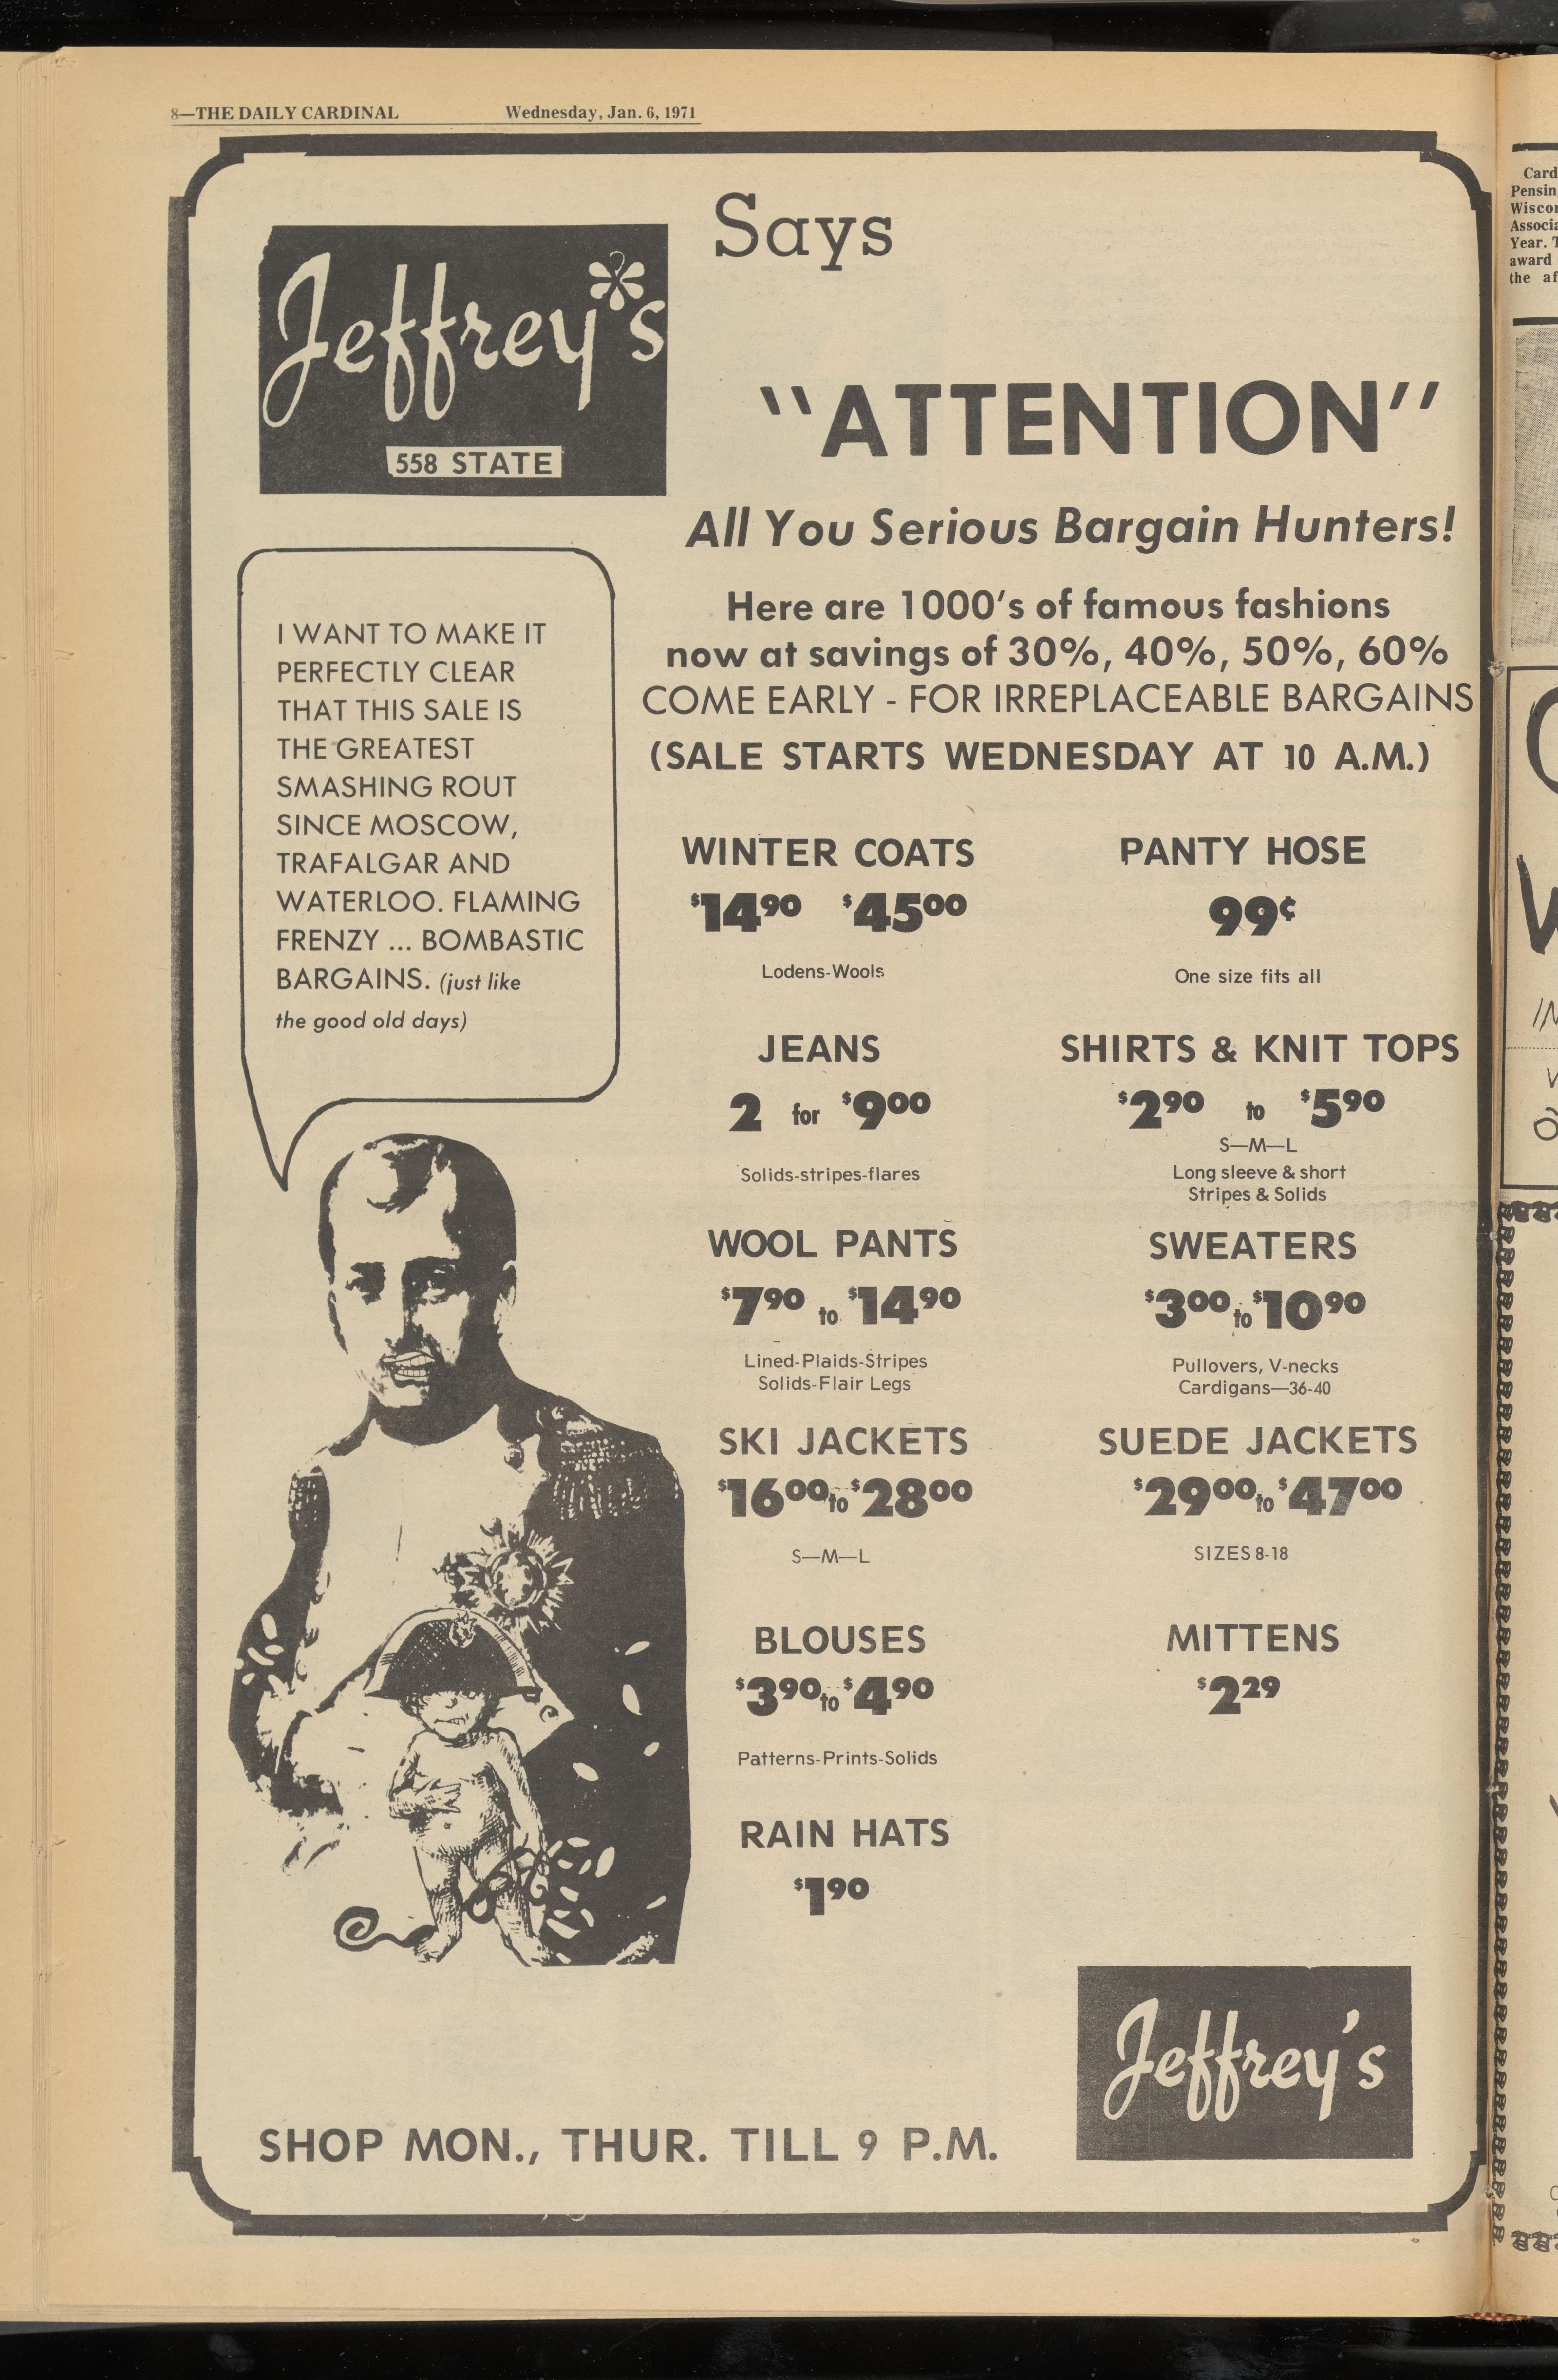 8—THE DAILY CARDINAL Wednesday, Jan. 6, 1971
Jeffrey's
558 STATE
Says
"ATTENTION"
All You Serious Bargain Hunters!
Here are 1000's of famous fashions
now at savings of 30%, 40%, 50%, 60%
COME EARLY - FOR IRREPLACEABLE BARGAINS
(SALE STARTS WEDNESDAY AT 10 A.M.)
I WANT TO MAKE IT
PERFECTLY CLEAR
THAT THIS SALE IS
THE GREATEST
SMASHING ROUT
SINCE MOSCOW,
TRAFALGAR AND
WATERLOO. FLAMING
FRENZY ... BOMBASTIC
BARGAINS. (just like
the good old days)
WINTER COATS
$14.90 $45.00
Lodens-Wools
JEANS
2 for $9.00
Solids-stripes-flares
WOOL PANTS
$7.90 to $14.90
Lined-Plaids-Stripes
Solids-Flair Legs
SKI JACKETS
$16.00 to $28.00
S—M—L
BLOUSES
$3.90 to $4.90
Patterns-Prints-Solids
RAIN HATS
$1.90
PANTY HOSE
99¢
One size fits all
SHIRTS & KNIT TOPS
$2.90 to $5.90
S—M—L
Long sleeve & short
Stripes & Solids
SWEATERS
$3.00 to $10.90
Pullovers, V-necks
Cardigans—36-40
SUEDE JACKETS
$29.00 to $47.00
SIZES 8-18
MITTENS
$2.29
SHOP MON., THUR. TILL 9 P.M.
Jeffrey's
Card
Pensin
Wiscon
Associa
Year. T
award
the af